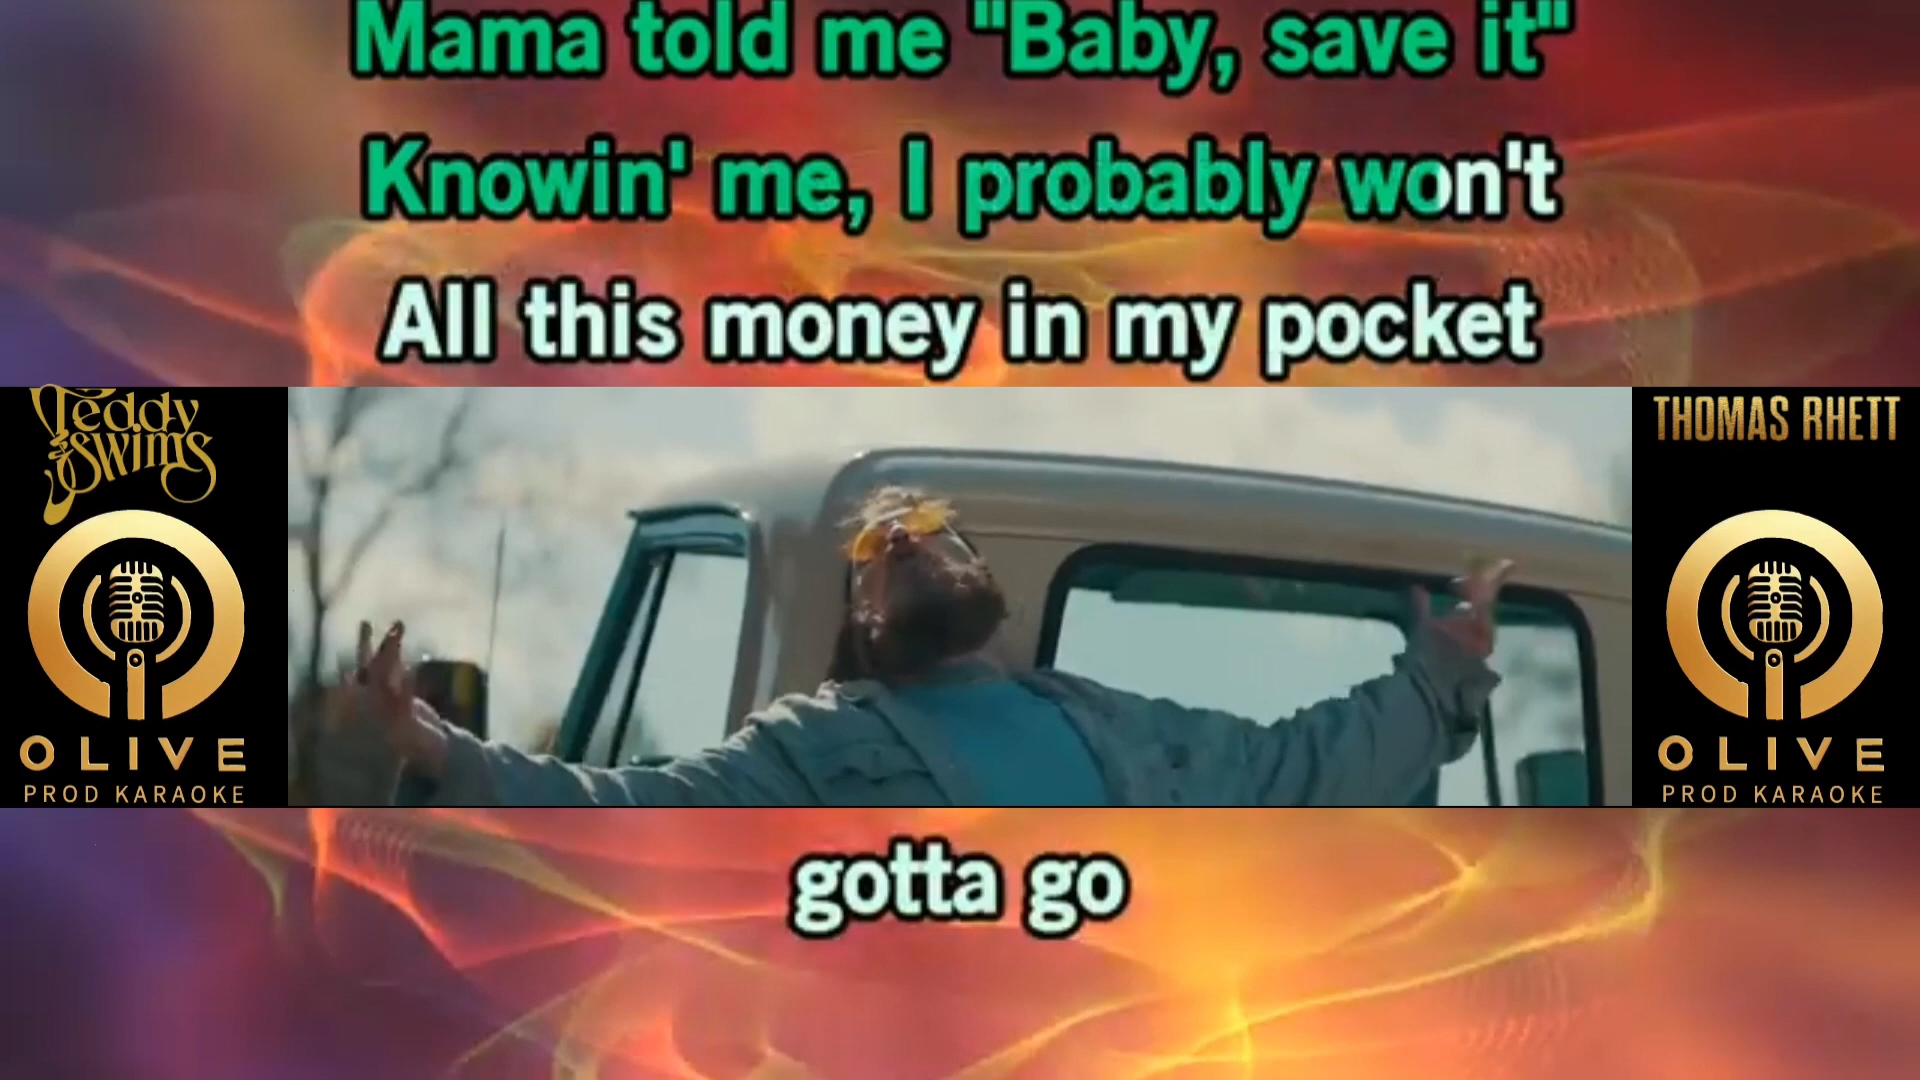 Mama told me "Baby, save it"
Knowin' me, I probably won't
All this money in my pocket
Teddy Swims
THOMAS RHETT
OLIVE
PROD KARAOKE
OLIVE
PROD KARAOKE
gotta go